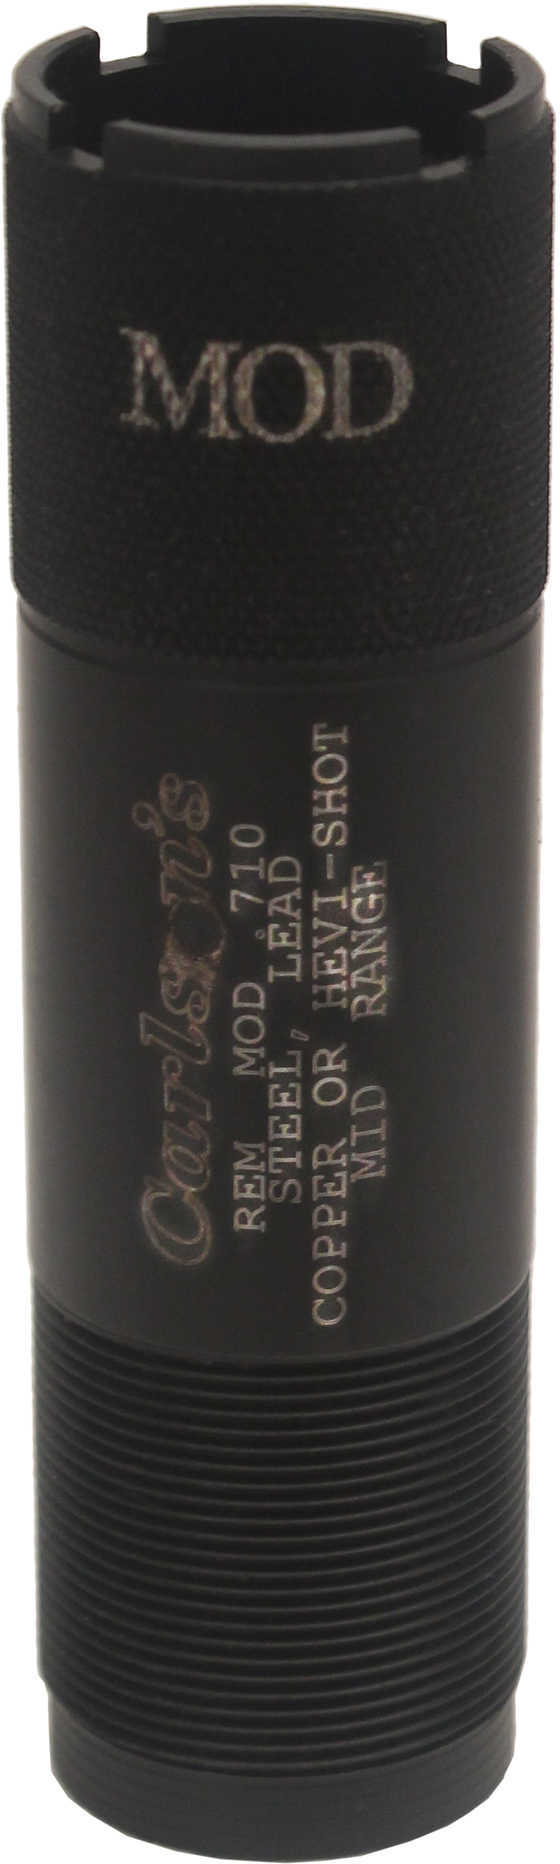 MOD
Carlson's
REM MOD .710
STEEL, LEAD
COPPER OR HEVI-SHOT
MID RANGE